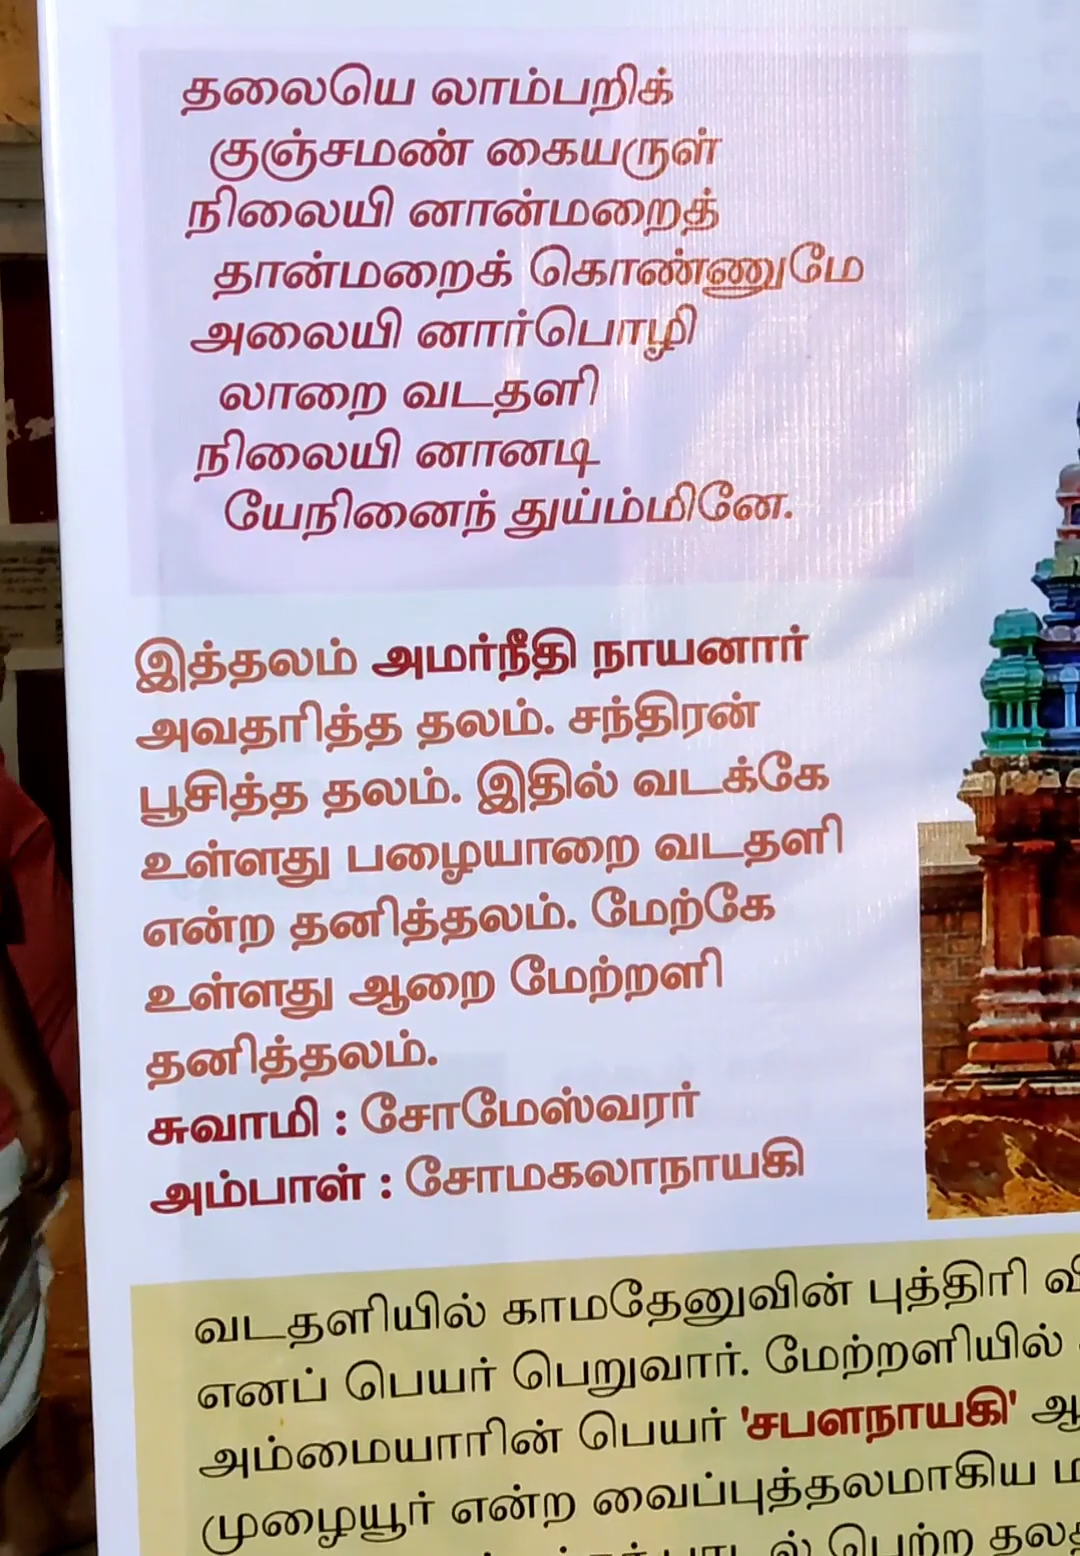 தலையெ லாம்பறிக்
குஞ்சமண் கையருள்
நிலையி னான்மறைத்
தான்மறைக் கொண்ணுமே
அலையி னார்பொழி
லாறை வடதளி
நிலையி னானடி
யேநினைந் துய்ம்மினே.
இத்தலம் அமர்நீதி நாயனார்
அவதரித்த தலம். சந்திரன்
பூசித்த தலம். இதில் வடக்கே
உள்ளது பழையாறை வடதளி
என்ற தனித்தலம். மேற்கே
உள்ளது ஆறை மேற்றளி
தனித்தலம்.
சுவாமி : சோமேஸ்வரர்
அம்பாள் : சோமகலாநாயகி
வடதளியில் காமதேனுவின் புத்திரி
எனப் பெயர் பெறுவார். மேற்றளியில்
அம்மையாரின் பெயர் 'சபளநாயகி'
முழையூர் என்ற வைப்புத்தலமாகிய
பாடல் பெற்ற